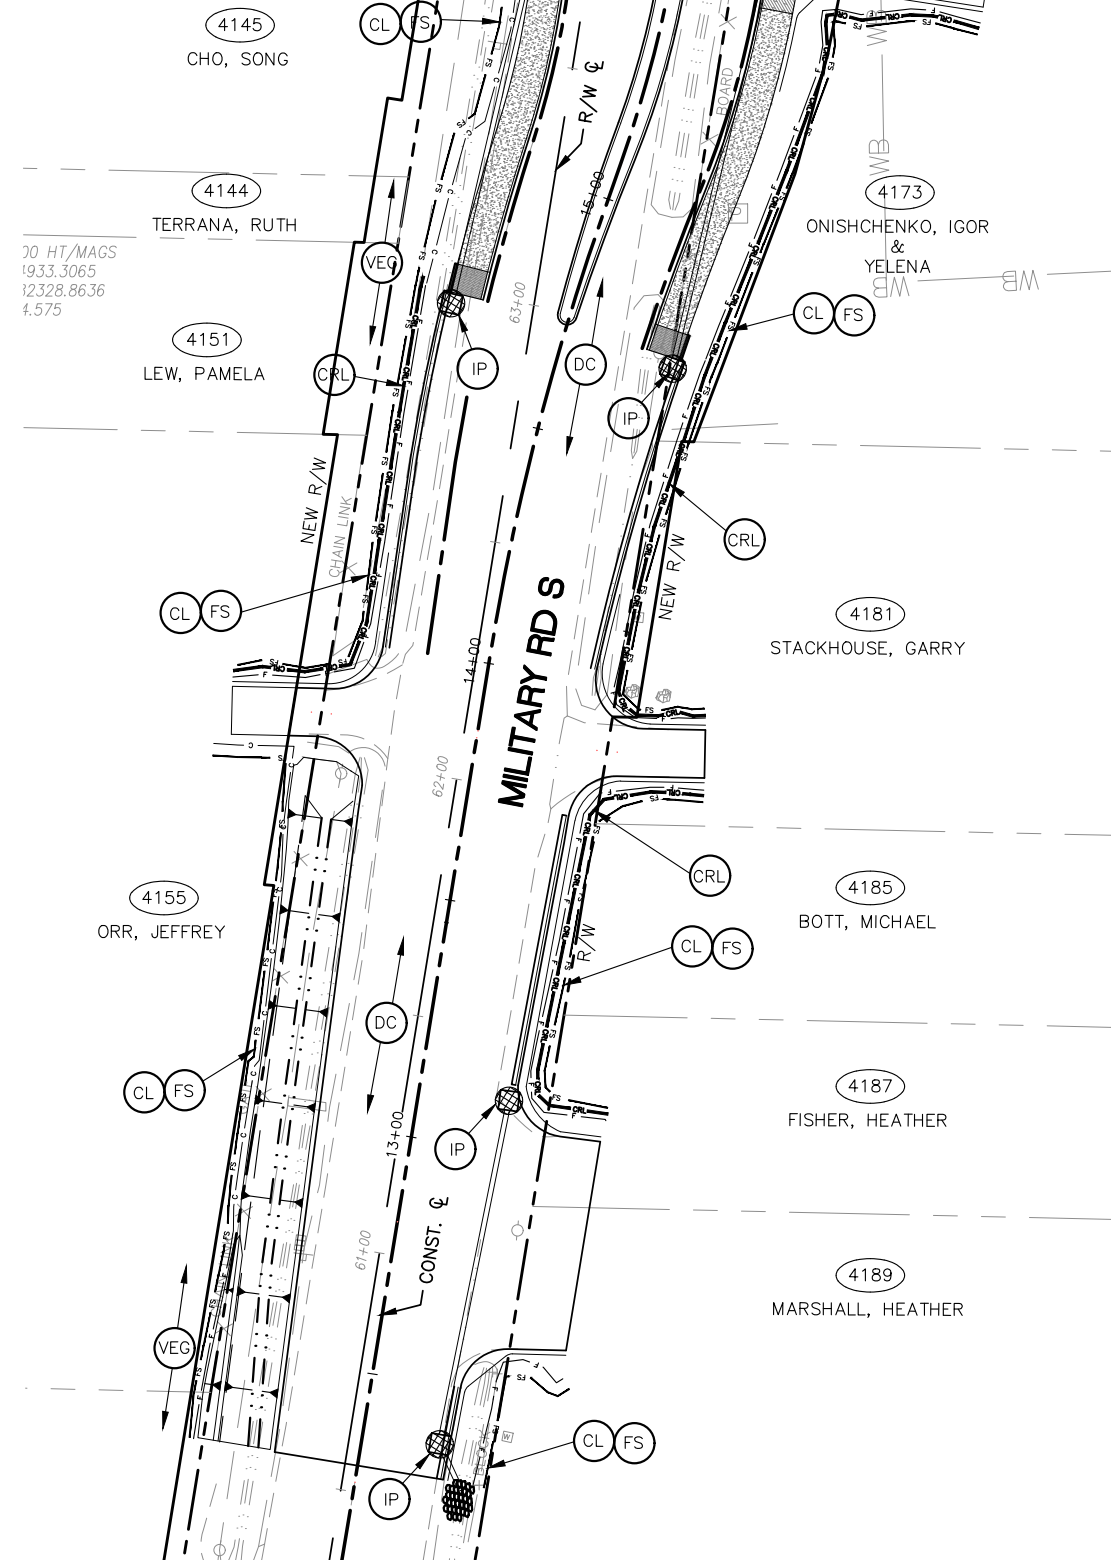 4145
CHO, SONG
CL FS
R/W ℄
BOARD
WB
4144
TERRANA, RUTH
4173
ONISHCHENKO, IGOR
&
YELENA
15+00
00 HT/MAGS
4933.3065
32328.8636
4.575
VEG
WB
WB
63+00
CL FS
4151
LEW, PAMELA
CRL
IP
DC
IP
NEW R/W
CHAIN LINK
CRL
NEW R/W
CL FS
4181
STACKHOUSE, GARRY
14+00
MILITARY RD S
62+00
CRL
4155
ORR, JEFFREY
4185
BOTT, MICHAEL
R/W
CL FS
DC
CL FS
4187
FISHER, HEATHER
13+00
IP
CONST. ℄
61+00
4189
MARSHALL, HEATHER
VEG
CL FS
IP